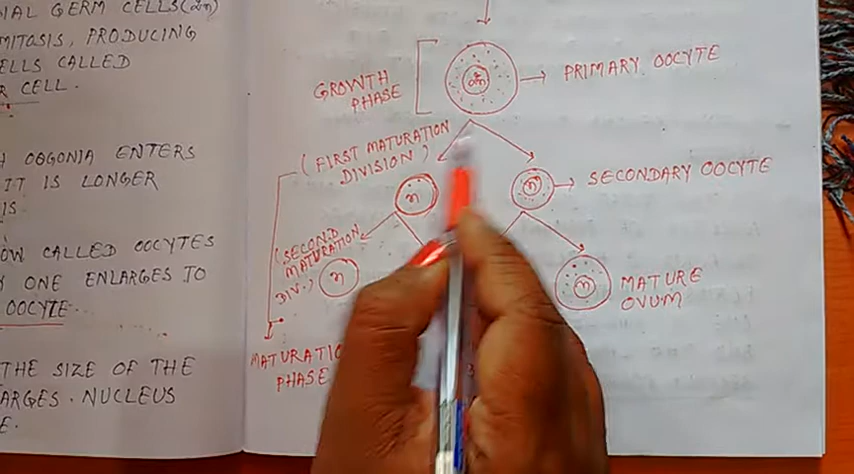 IAL GERM CELLS(2n)
MITOSIS, PRODUCING
ELLS CALLED
R CELL.
H OOGONIA ENTERS
IT IS LONGER
IS
OW CALLED OOCYTES
Y ONE ENLARGES TO
OOCYTE.
THE SIZE OF THE
ARGES. NUCLEUS
E.
GROWTH
PHASE
2n
PRIMARY OOCYTE
(FIRST MATURATION
DIVISION)
n
n
SECONDARY OOCYTE
(SECOND
MATURATION
DIV.)
n
n
MATURE
OVUM
MATURATIO
PHASE